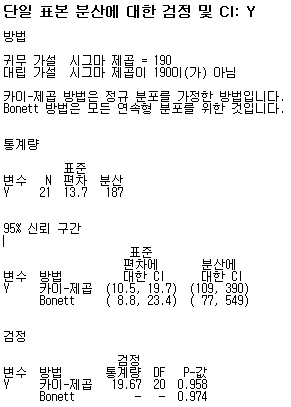 단일 표본 분산에 대한 검정 및 CI: Y
방법
귀무 가설 시그마 제곱 = 190
대립 가설 시그마 제곱이 190이(가) 아님
카이-제곱 방법은 정규 분포를 가정한 방법입니다.
Bonett 방법은 모든 연속형 분포를 위한 것입니다.
통계량
표준
변수 N 편차 분산
Y 21 13.7 187
95% 신뢰 구간
표준
편차에 분산에
변수 방법 대한 CI 대한 CI
Y 카이-제곱 (10.5, 19.7) (109, 390)
Bonett ( 8.8, 23.4) ( 77, 549)
검정
검정
변수 방법 통계량 DF P-값
Y 카이-제곱 19.67 20 0.958
Bonett - - 0.974